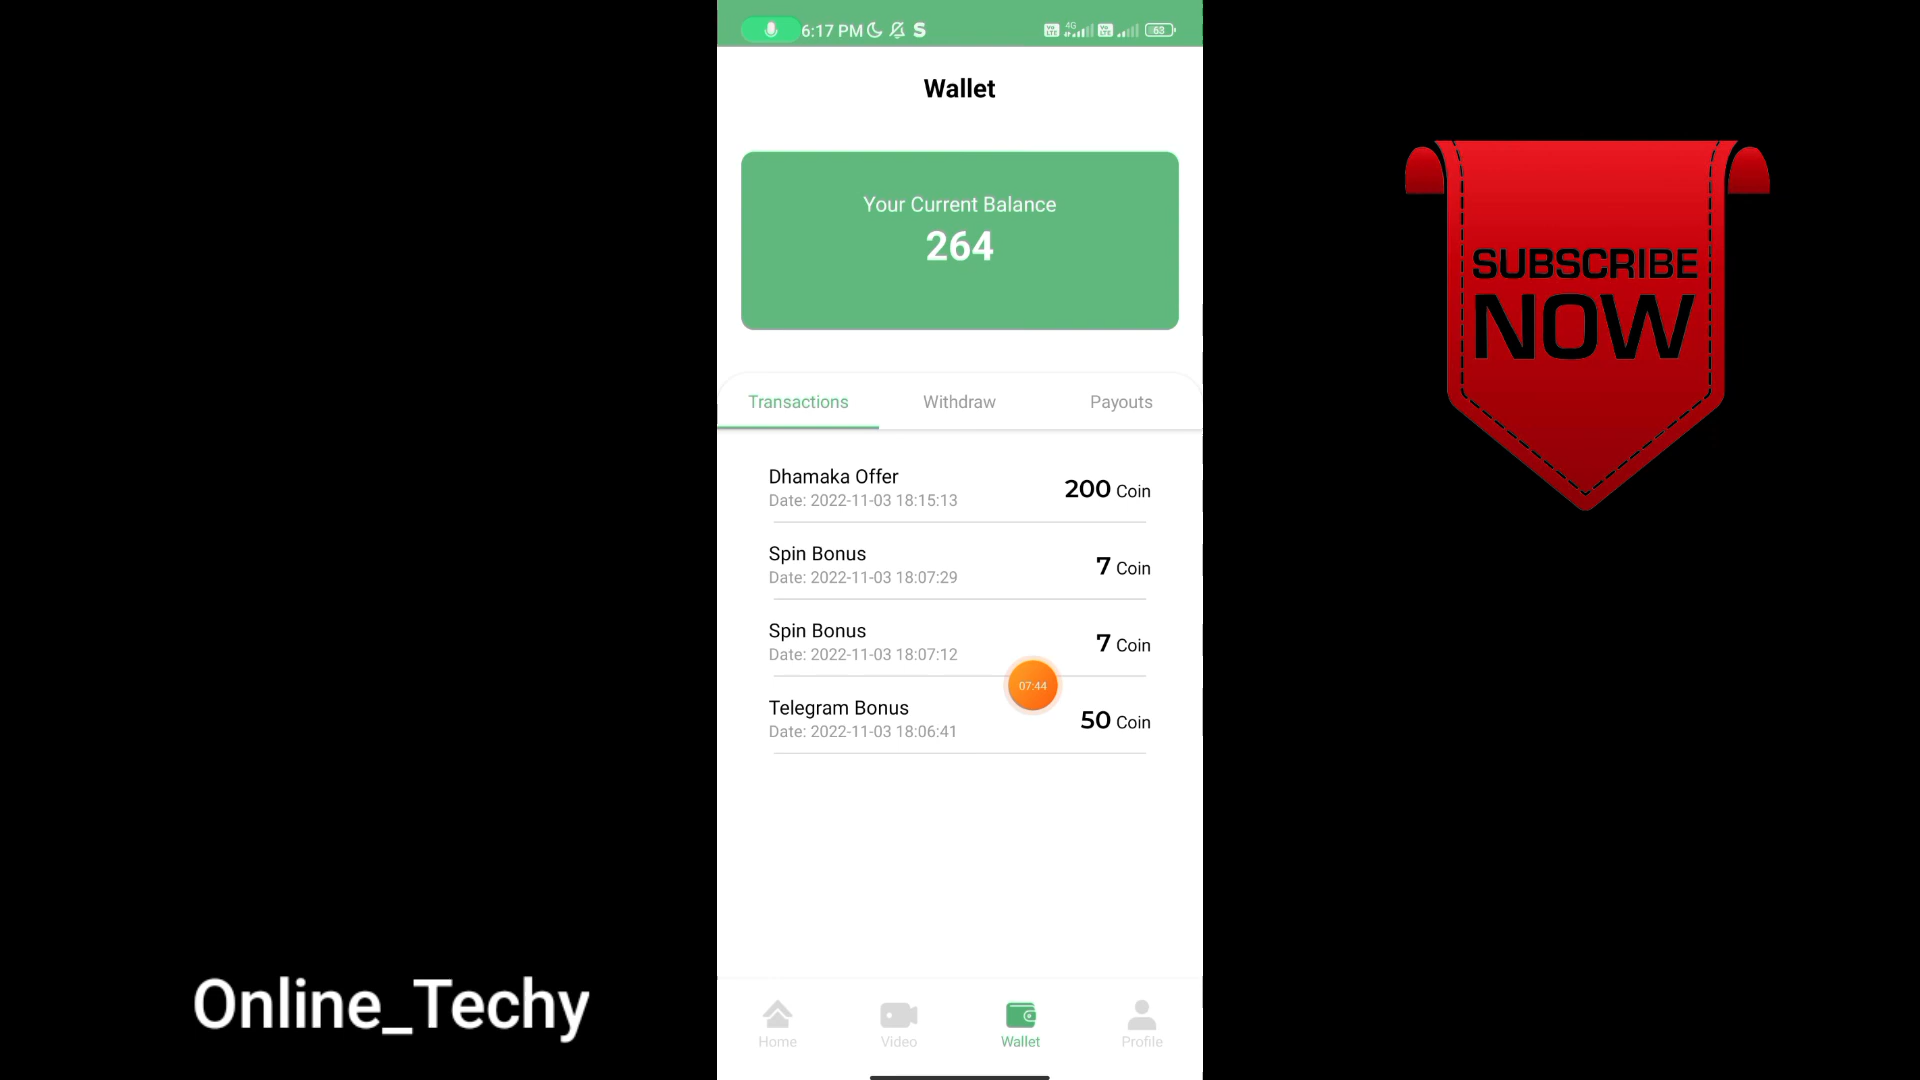 6:17 PM
4G
63
Wallet
Your Current Balance
264
Transactions Withdraw Payouts
Dhamaka Offer
200 Coin
Date: 2022-11-03 18:15:13
Spin Bonus
7 Coin
Date: 2022-11-03 18:07:29
Spin Bonus
7 Coin
Date: 2022-11-03 18:07:12
07:44
Telegram Bonus
50 Coin
Date: 2022-11-03 18:06:41
Home Video Wallet Profile
SUBSCRIBE
NOW
Online_Techy